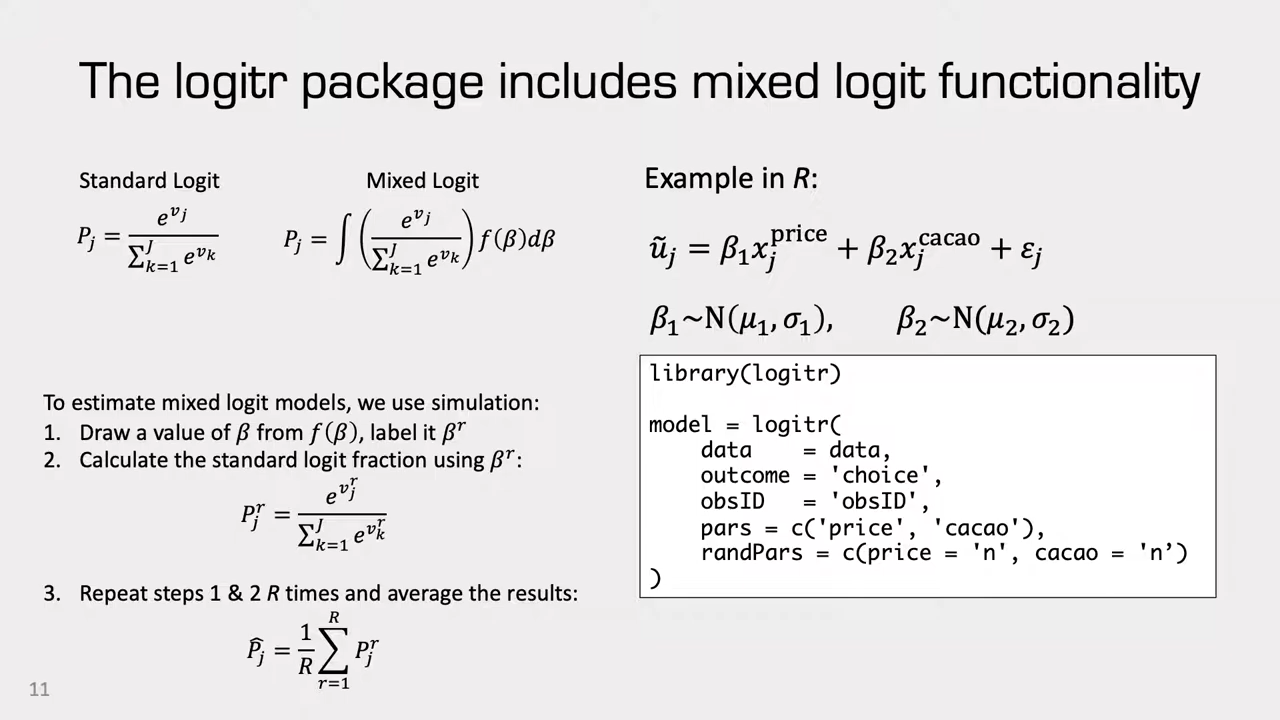 The logitr package includes mixed logit functionality
Standard Logit
P_j = e^{v_j} / ∑_{k=1}^{J} e^{v_k}
Mixed Logit
P_j = ∫ ( e^{v_j} / ∑_{k=1}^{J} e^{v_k} ) f(β)dβ
To estimate mixed logit models, we use simulation:
1. Draw a value of β from f(β), label it β^r
2. Calculate the standard logit fraction using β^r:
P_j^r = e^{v_j^r} / ∑_{k=1}^{J} e^{v_k^r}
3. Repeat steps 1 & 2 R times and average the results:
P̂_j = 1/R ∑_{r=1}^{R} P_j^r
Example in R:
ũ_j = β_1 x_j^{price} + β_2 x_j^{cacao} + ε_j
β_1~N(μ_1, σ_1), β_2~N(μ_2, σ_2)
library(logitr)
model = logitr(
data = data,
outcome = 'choice',
obsID = 'obsID',
pars = c('price', 'cacao'),
randPars = c(price = 'n', cacao = 'n’)
)
11